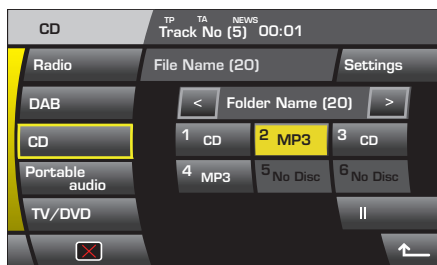 CD
TP TA NEWS
Track No (5) 00:01
Radio
File Name (20)
Settings
DAB
< Folder Name (20) >
CD
1 CD
2 MP3
3 CD
Portable
audio
4 MP3
5 No Disc
6 No Disc
TV/DVD
II